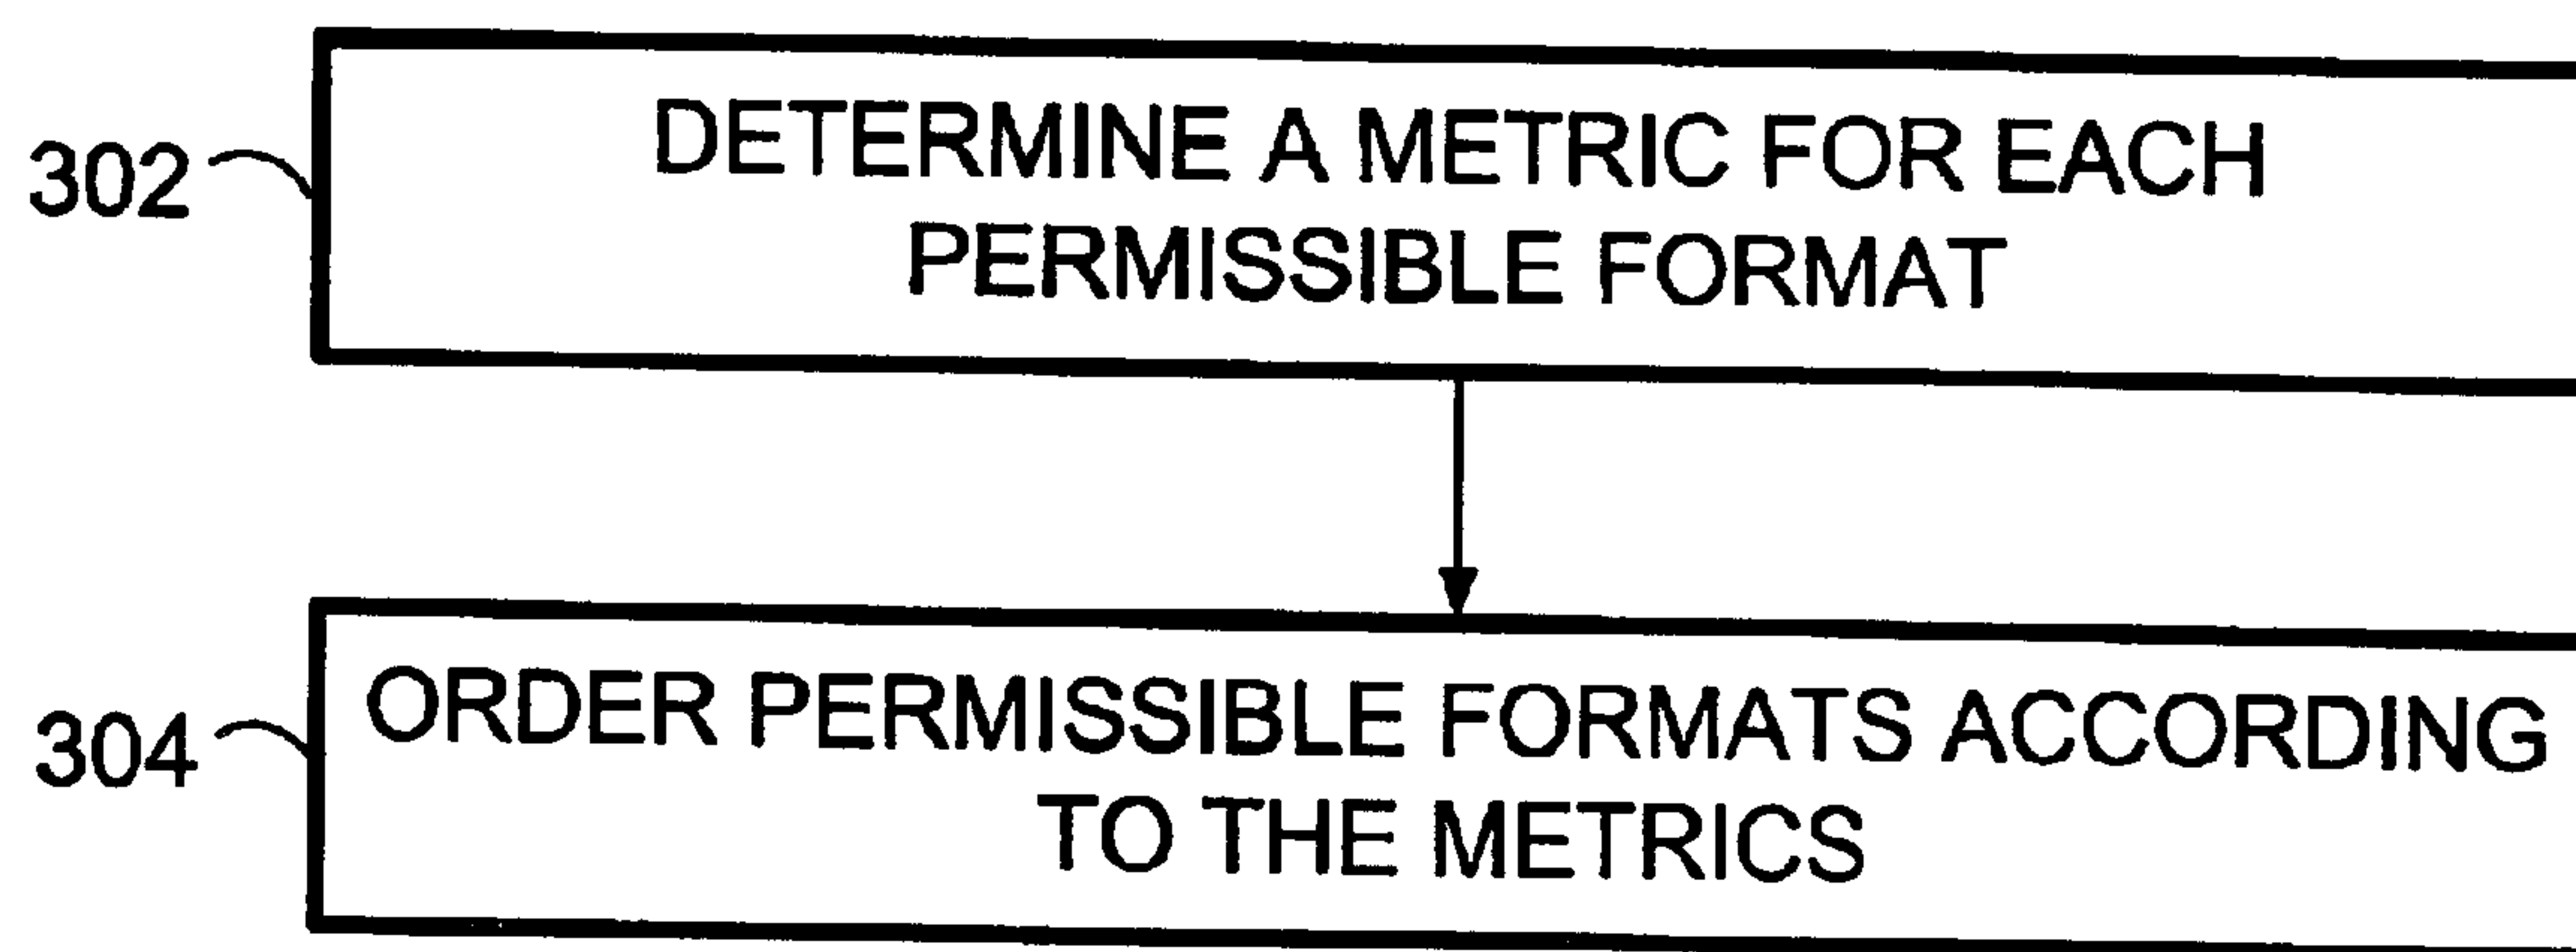 302
DETERMINE A METRIC FOR EACH
PERMISSIBLE FORMAT
304
ORDER PERMISSIBLE FORMATS ACCORDING
TO THE METRICS